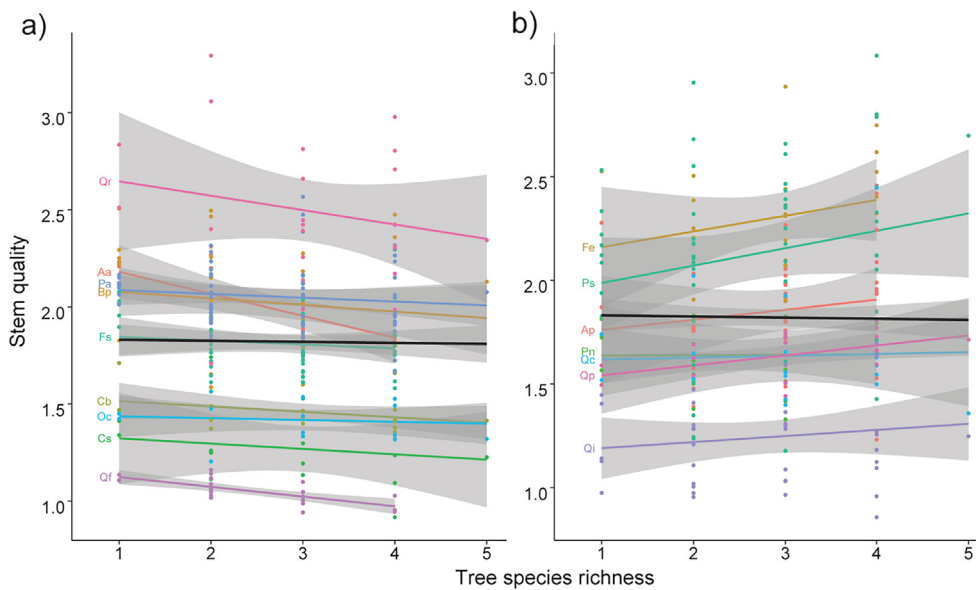 a)
Stem quality
3.0
2.5
2.0
1.5
1.0
Qr
Aa
Pa
Bp
Fs
Cb
Oc
Cs
Qf
1 2 3 4 5
b)
3.0
2.5
2.0
1.5
1.0
Fe
Ps
Ap
Pn
Qc
Qp
Qi
1 2 3 4 5
Tree species richness